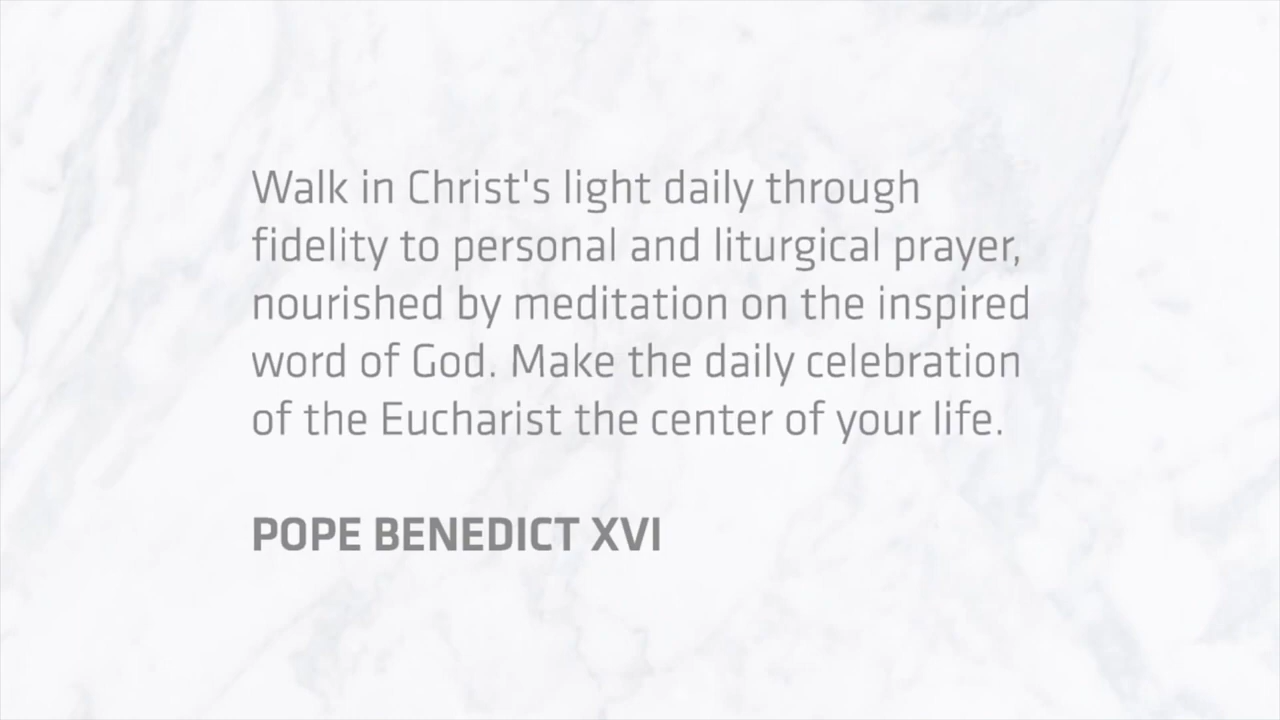 Walk in Christ's light daily through
fidelity to personal and liturgical prayer,
nourished by meditation on the inspired
word of God. Make the daily celebration
of the Eucharist the center of your life.
POPE BENEDICT XVI